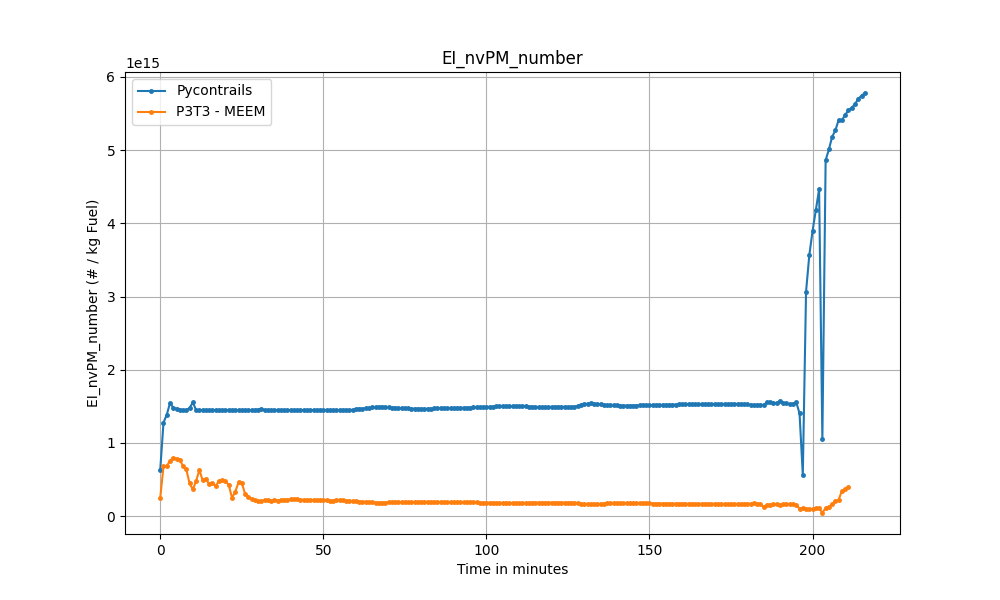 EI_nvPM_number
1e15
Pycontrails
P3T3 - MEEM
6
5
4
3
2
1
0
EI_nvPM_number (# / kg Fuel)
0 50 100 150 200
Time in minutes